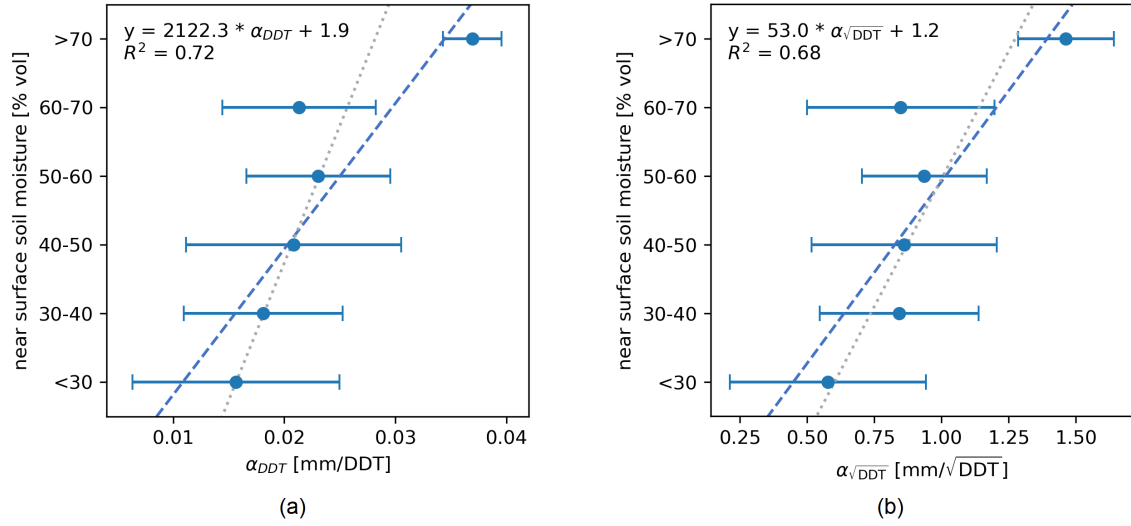 y = 2122.3 * α_DDT + 1.9
R² = 0.72
near surface soil moisture [% vol]
>70
60-70
50-60
40-50
30-40
<30
0.01 0.02 0.03 0.04
α_DDT [mm/DDT]
(a)
y = 53.0 * α_√DDT + 1.2
R² = 0.68
near surface soil moisture [% vol]
>70
60-70
50-60
40-50
30-40
<30
0.25 0.50 0.75 1.00 1.25 1.50
α_√DDT [mm/√DDT]
(b)